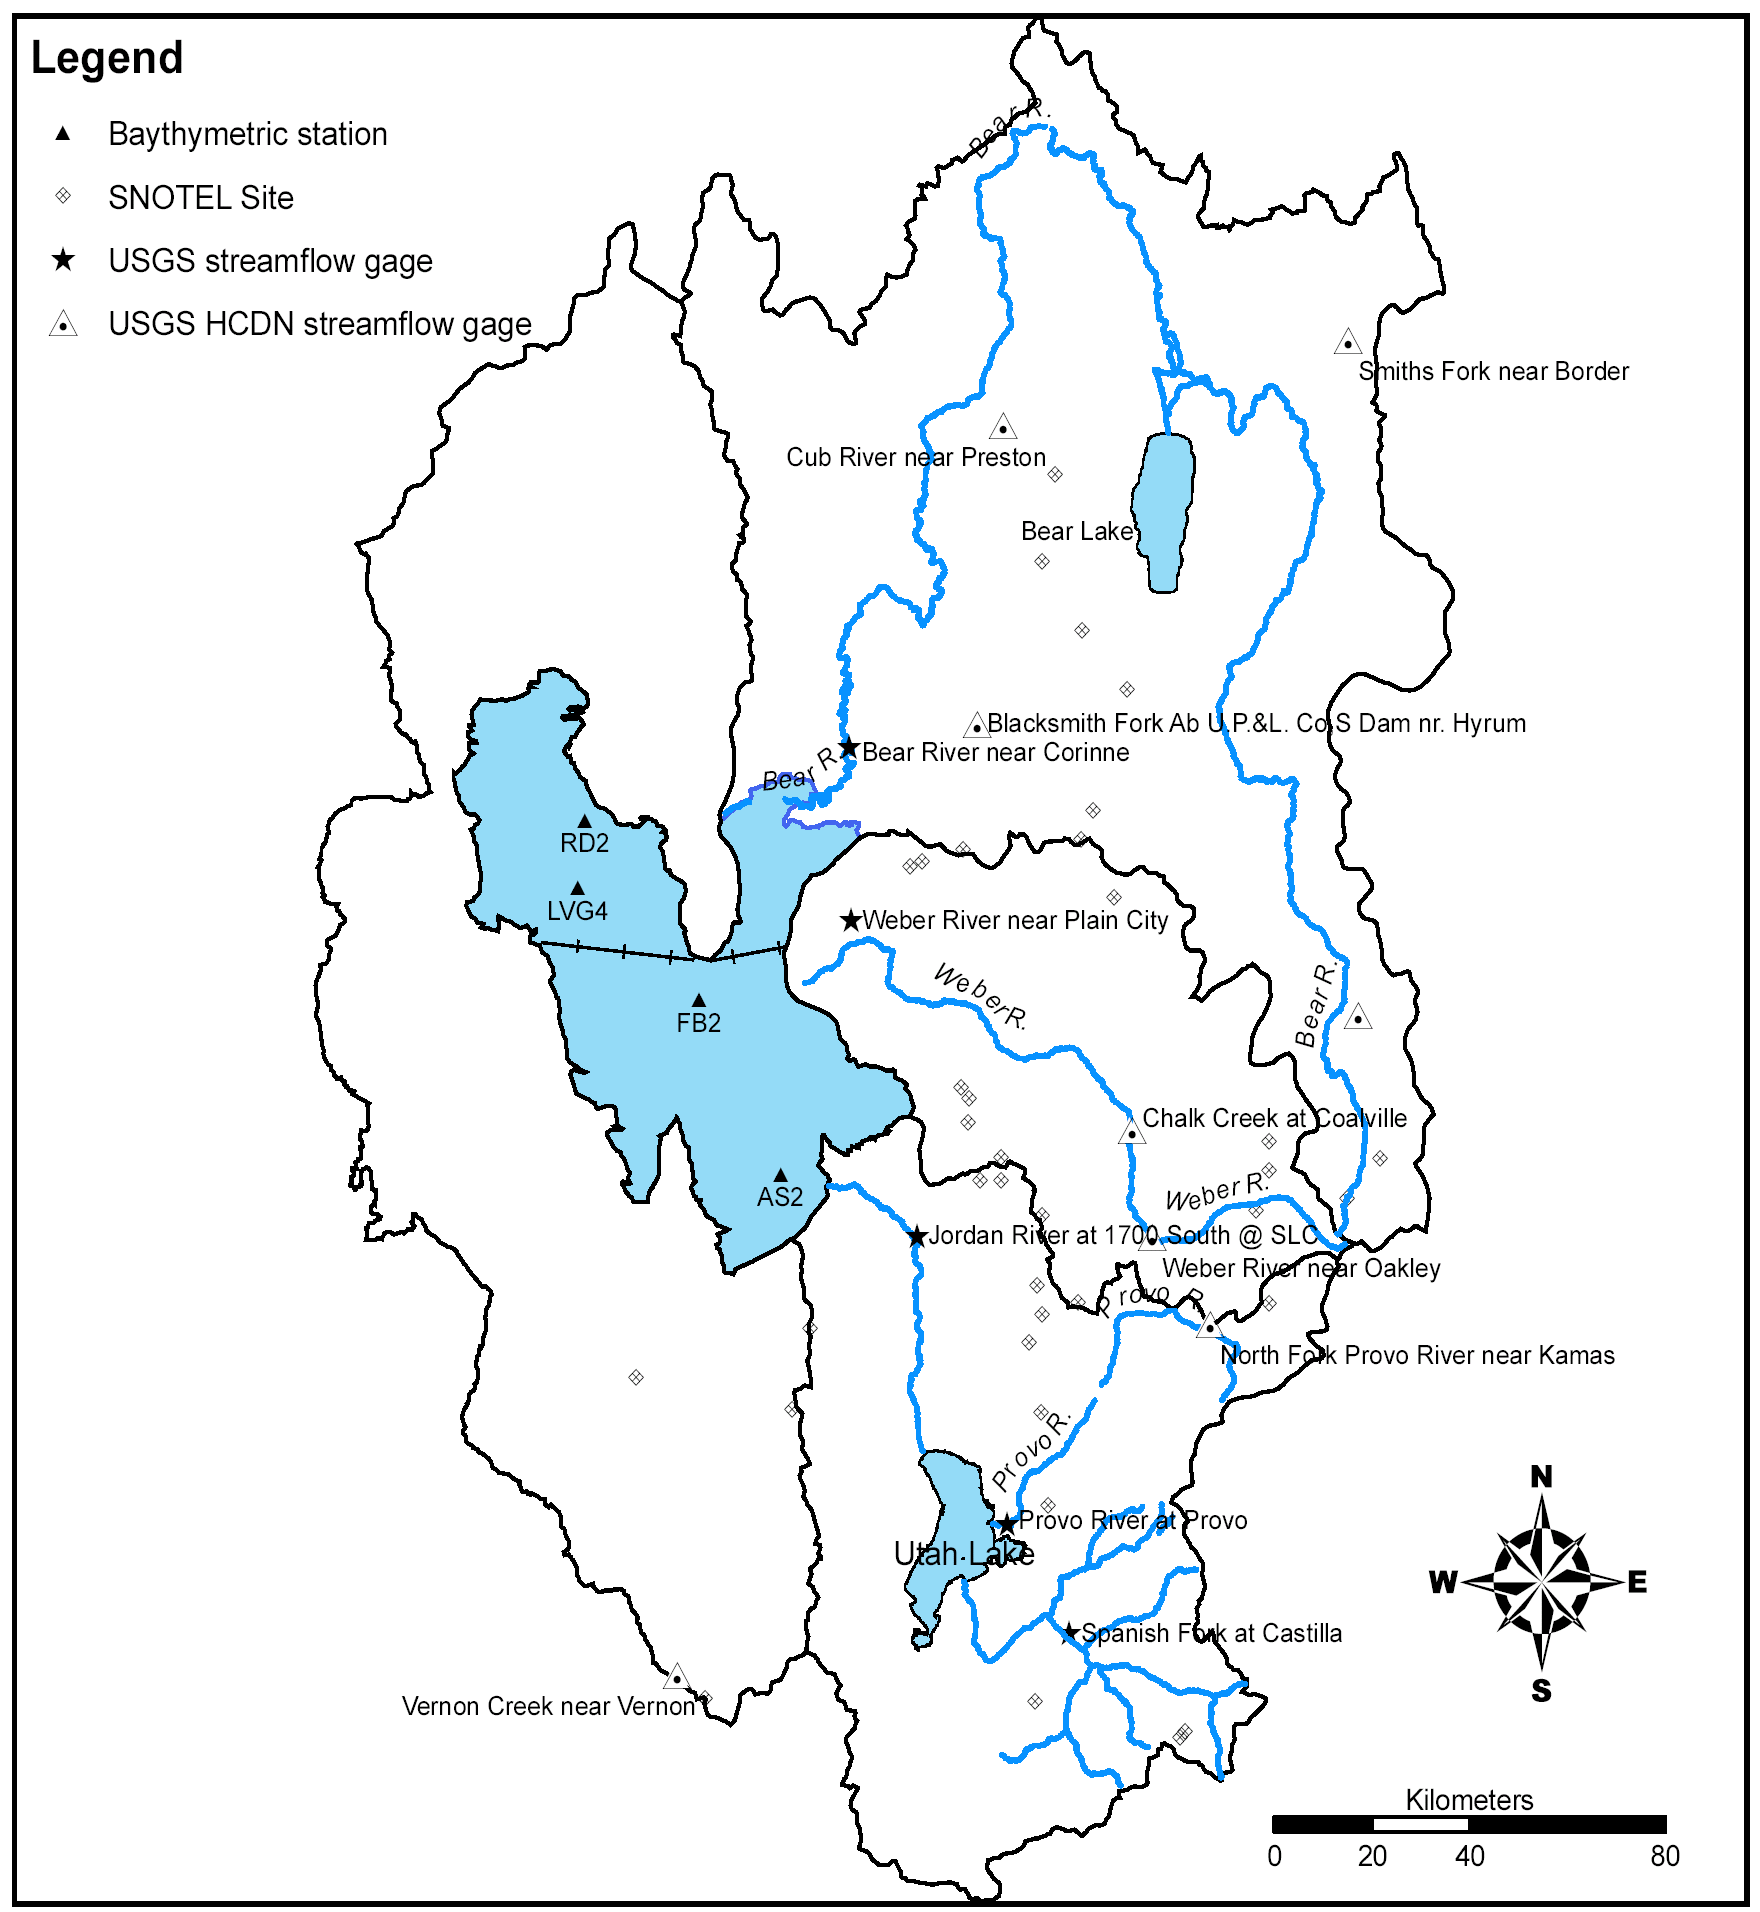 Legend
Baythymetric station
SNOTEL Site
USGS streamflow gage
USGS HCDN streamflow gage
Bear R.
Smiths Fork near Border
Cub River near Preston
Bear Lake
Blacksmith Fork Ab U.P.&L. Co,S Dam nr. Hyrum
Bear River near Corinne
Bear R.
RD2
LVG4
Weber River near Plain City
Weber R.
Bear R.
FB2
Chalk Creek at Coalville
AS2
Weber R.
Jordan River at 1700 South @ SLC
Weber River near Oakley
Provo R.
North Fork Provo River near Kamas
Provo R.
Provo River at Provo
Utah Lake
Spanish Fork at Castilla
Vernon Creek near Vernon
N
W
E
S
Kilometers
0 20 40 80